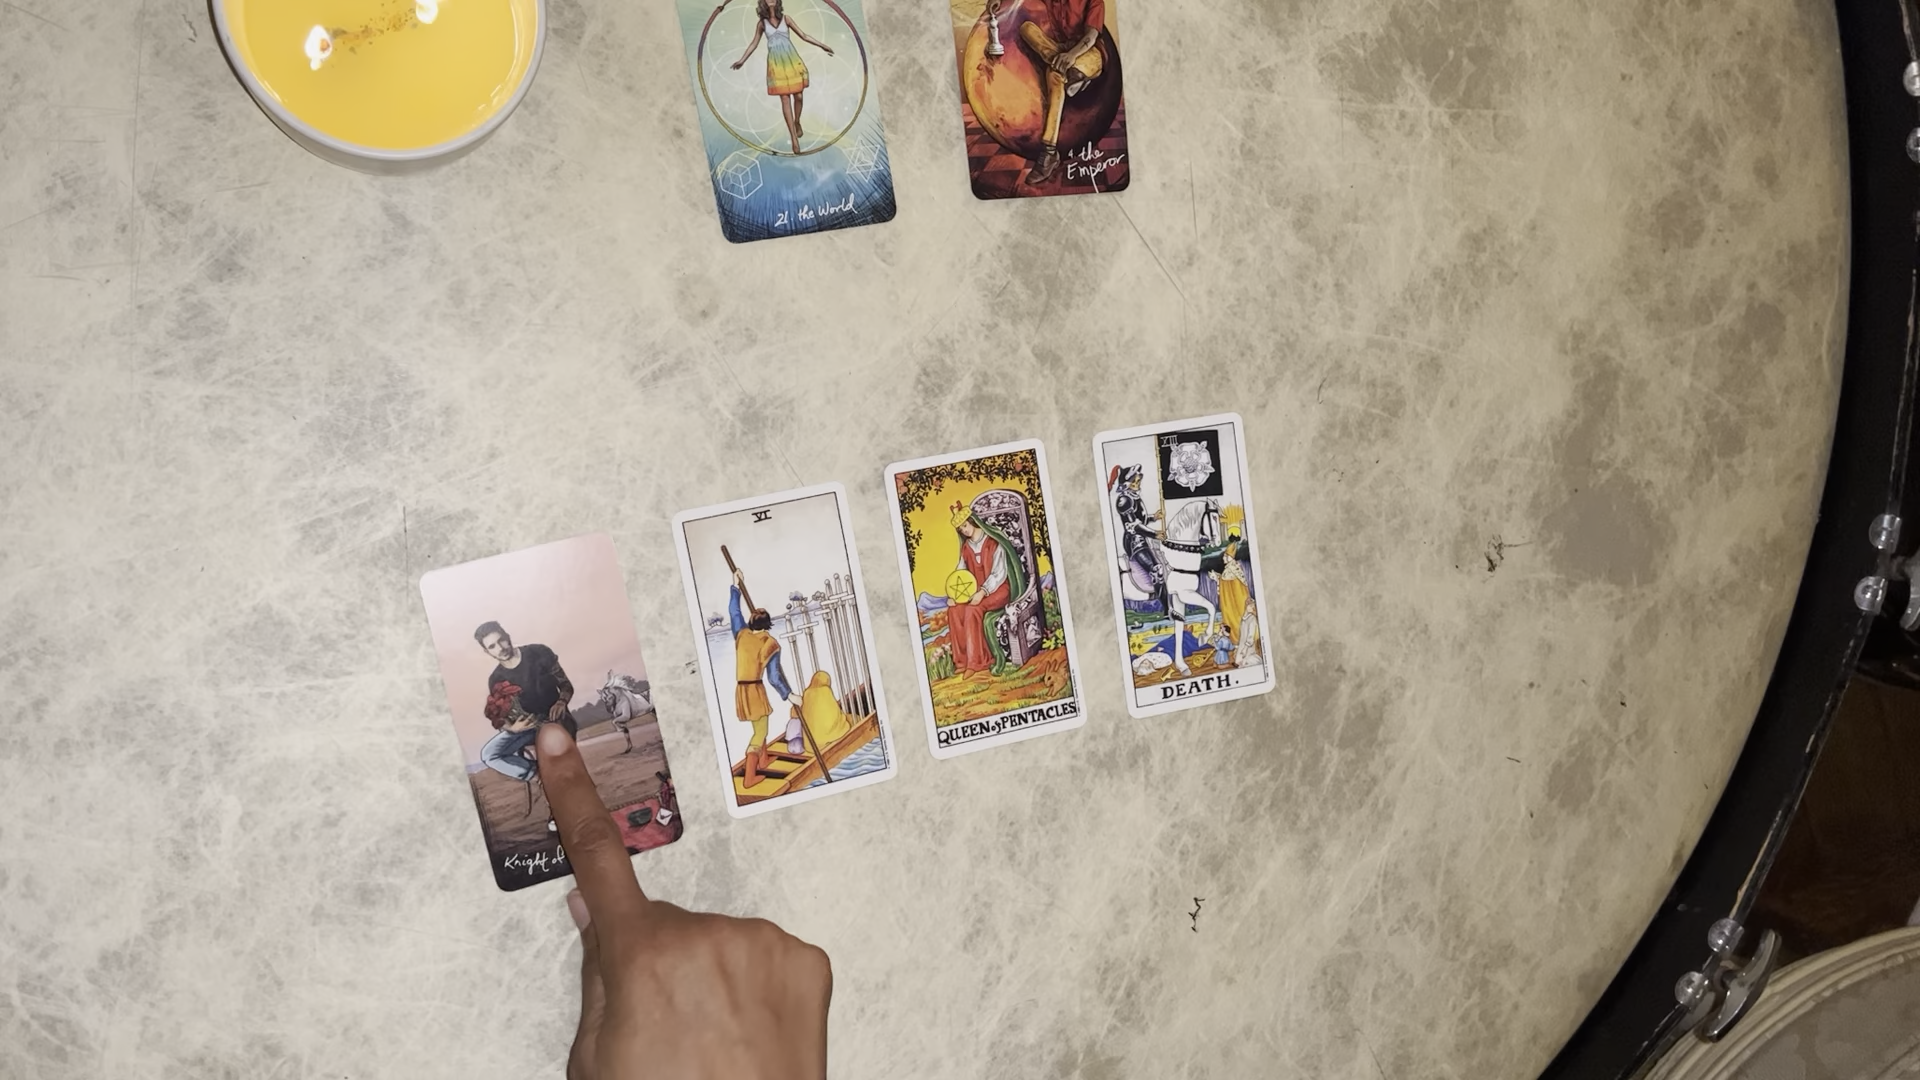 21. the World
4. the
Emperor
VI
XIII
Knight of
QUEEN of PENTACLES
DEATH.